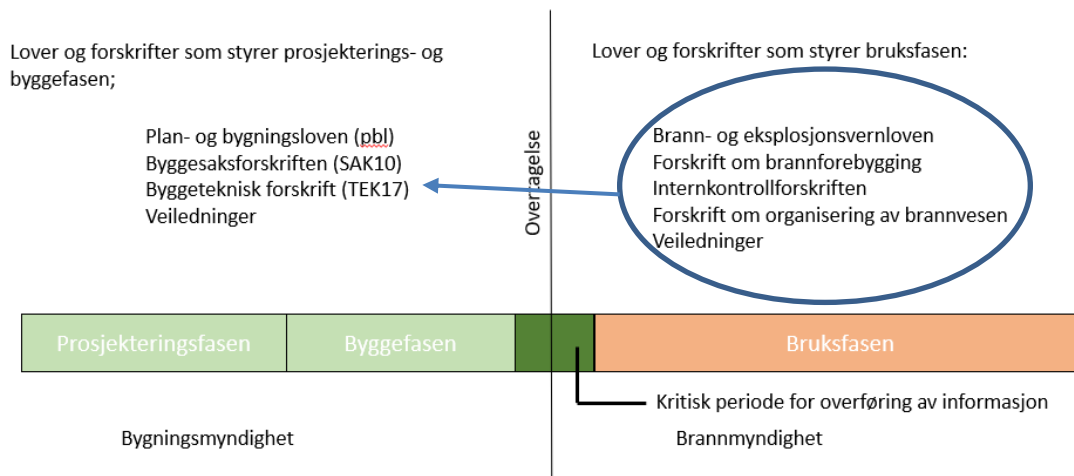 Lover og forskrifter som styrer prosjekterings- og
byggefasen;
Plan- og bygningsloven (pbl)
Byggesaksforskriften (SAK10)
Byggeteknisk forskrift (TEK17)
Veiledninger
Overtagelse
Lover og forskrifter som styrer bruksfasen:
Brann- og eksplosjonsvernloven
Forskrift om brannforebygging
Internkontrollforskriften
Forskrift om organisering av brannvesen
Veiledninger
Prosjekteringsfasen
Byggefasen
Bruksfasen
Kritisk periode for overføring av informasjon
Bygningsmyndighet
Brannmyndighet